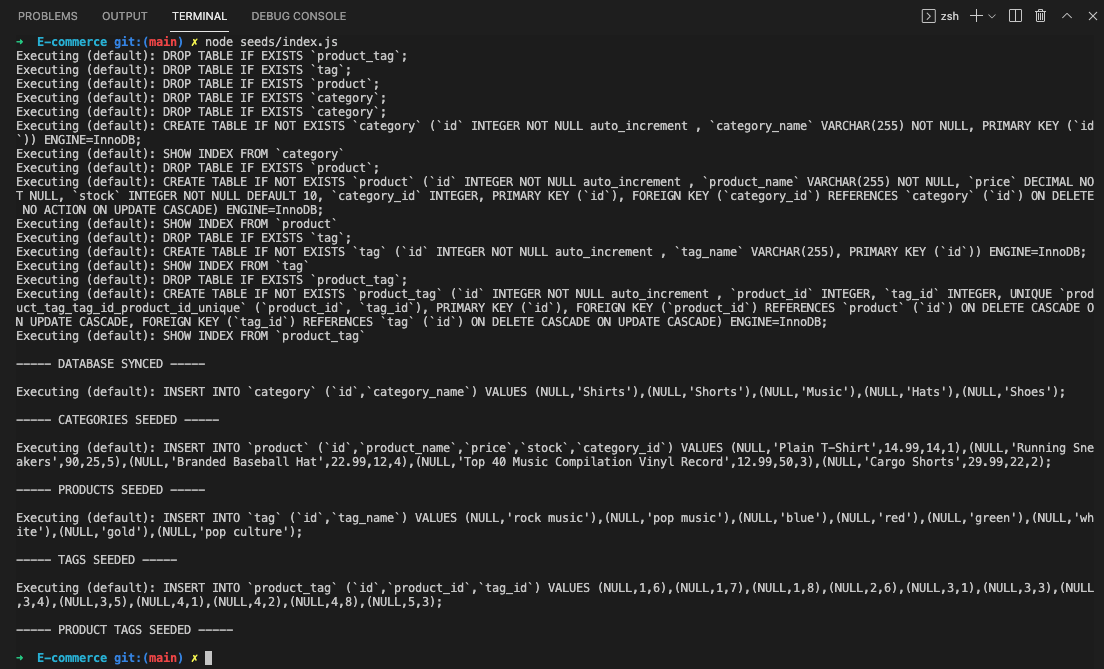 PROBLEMS OUTPUT TERMINAL DEBUG CONSOLE zsh
→ E-commerce git:(main) ✗ node seeds/index.js
Executing (default): DROP TABLE IF EXISTS `product_tag`;
Executing (default): DROP TABLE IF EXISTS `tag`;
Executing (default): DROP TABLE IF EXISTS `product`;
Executing (default): DROP TABLE IF EXISTS `category`;
Executing (default): DROP TABLE IF EXISTS `category`;
Executing (default): CREATE TABLE IF NOT EXISTS `category` (`id` INTEGER NOT NULL auto_increment , `category_name` VARCHAR(255) NOT NULL, PRIMARY KEY (`id
`)) ENGINE=InnoDB;
Executing (default): SHOW INDEX FROM `category`
Executing (default): DROP TABLE IF EXISTS `product`;
Executing (default): CREATE TABLE IF NOT EXISTS `product` (`id` INTEGER NOT NULL auto_increment , `product_name` VARCHAR(255) NOT NULL, `price` DECIMAL NO
T NULL, `stock` INTEGER NOT NULL DEFAULT 10, `category_id` INTEGER, PRIMARY KEY (`id`), FOREIGN KEY (`category_id`) REFERENCES `category` (`id`) ON DELETE
 NO ACTION ON UPDATE CASCADE) ENGINE=InnoDB;
Executing (default): SHOW INDEX FROM `product`
Executing (default): DROP TABLE IF EXISTS `tag`;
Executing (default): CREATE TABLE IF NOT EXISTS `tag` (`id` INTEGER NOT NULL auto_increment , `tag_name` VARCHAR(255), PRIMARY KEY (`id`)) ENGINE=InnoDB;
Executing (default): SHOW INDEX FROM `tag`
Executing (default): DROP TABLE IF EXISTS `product_tag`;
Executing (default): CREATE TABLE IF NOT EXISTS `product_tag` (`id` INTEGER NOT NULL auto_increment , `product_id` INTEGER, `tag_id` INTEGER, UNIQUE `prod
uct_tag_tag_id_product_id_unique` (`product_id`, `tag_id`), PRIMARY KEY (`id`), FOREIGN KEY (`product_id`) REFERENCES `product` (`id`) ON DELETE CASCADE O
N UPDATE CASCADE, FOREIGN KEY (`tag_id`) REFERENCES `tag` (`id`) ON DELETE CASCADE ON UPDATE CASCADE) ENGINE=InnoDB;
Executing (default): SHOW INDEX FROM `product_tag`
----- DATABASE SYNCED -----
Executing (default): INSERT INTO `category` (`id`,`category_name`) VALUES (NULL,'Shirts'),(NULL,'Shorts'),(NULL,'Music'),(NULL,'Hats'),(NULL,'Shoes');
----- CATEGORIES SEEDED -----
Executing (default): INSERT INTO `product` (`id`,`product_name`,`price`,`stock`,`category_id`) VALUES (NULL,'Plain T-Shirt',14.99,14,1),(NULL,'Running Sne
akers',90,25,5),(NULL,'Branded Baseball Hat',22.99,12,4),(NULL,'Top 40 Music Compilation Vinyl Record',12.99,50,3),(NULL,'Cargo Shorts',29.99,22,2);
----- PRODUCTS SEEDED -----
Executing (default): INSERT INTO `tag` (`id`,`tag_name`) VALUES (NULL,'rock music'),(NULL,'pop music'),(NULL,'blue'),(NULL,'red'),(NULL,'green'),(NULL,'wh
ite'),(NULL,'gold'),(NULL,'pop culture');
----- TAGS SEEDED -----
Executing (default): INSERT INTO `product_tag` (`id`,`product_id`,`tag_id`) VALUES (NULL,1,6),(NULL,1,7),(NULL,1,8),(NULL,2,6),(NULL,3,1),(NULL,3,3),(NULL
,3,4),(NULL,3,5),(NULL,4,1),(NULL,4,2),(NULL,4,8),(NULL,5,3);
----- PRODUCT TAGS SEEDED -----
→ E-commerce git:(main) ✗